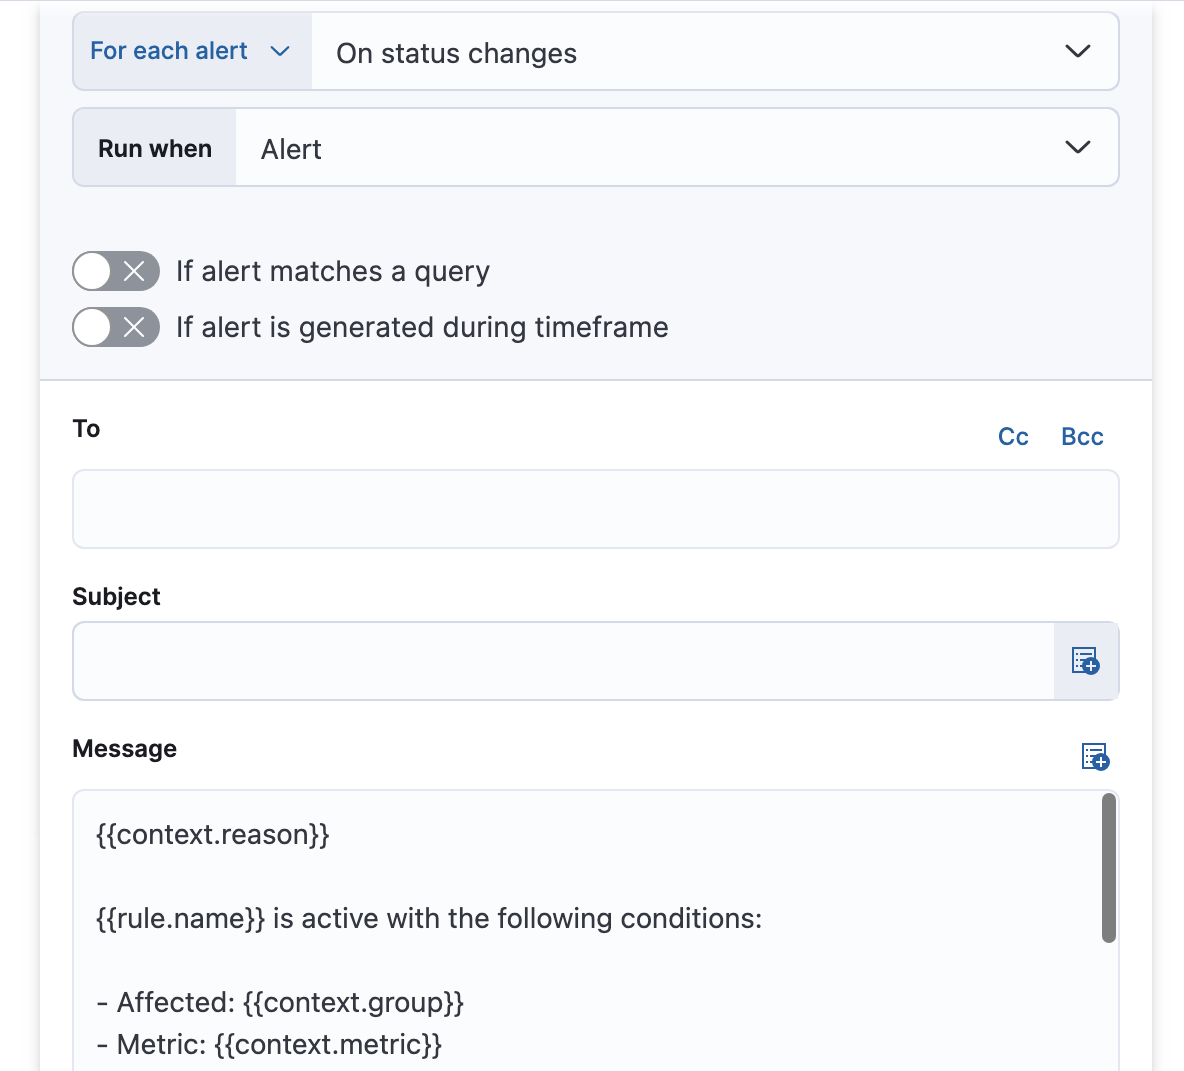 For each alert
On status changes
Run when
Alert
If alert matches a query
If alert is generated during timeframe
To
Cc
Bcc
Subject
Message
{{context.reason}}
{{rule.name}} is active with the following conditions:
- Affected: {{context.group}}
- Metric: {{context.metric}}